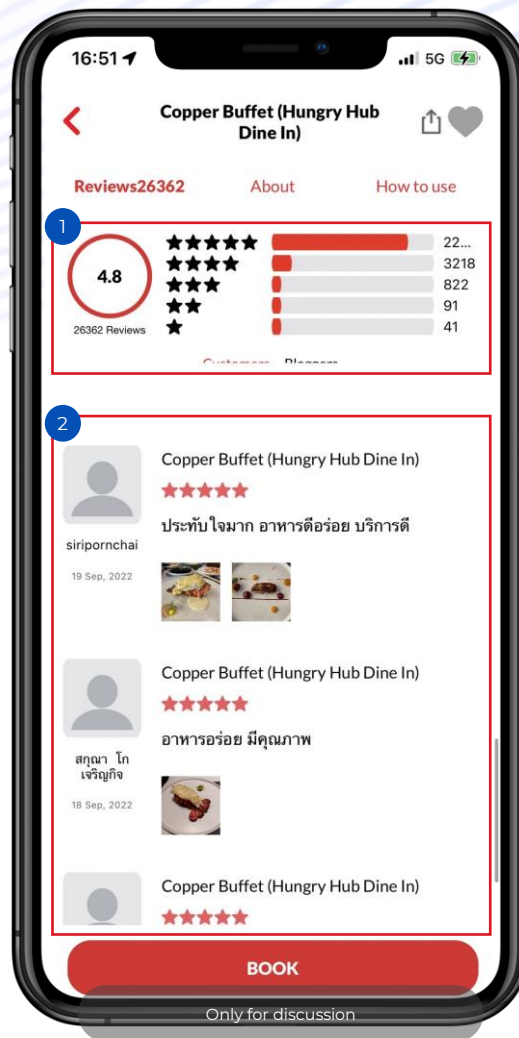 16:51
5G
Copper Buffet (Hungry Hub
Dine In)
Reviews26362
About
How to use
1
4.8
26362 Reviews
22...
3218
822
91
41
Customers
Bloggers
2
Copper Buffet (Hungry Hub Dine In)
ประทับใจมาก อาหารดีอร่อย บริการดี
siripornchai
19 Sep, 2022
Copper Buffet (Hungry Hub Dine In)
อาหารอร่อย มีคุณภาพ
สกุณา โก
เจริญกิจ
18 Sep, 2022
Copper Buffet (Hungry Hub Dine In)
BOOK
Only for discussion